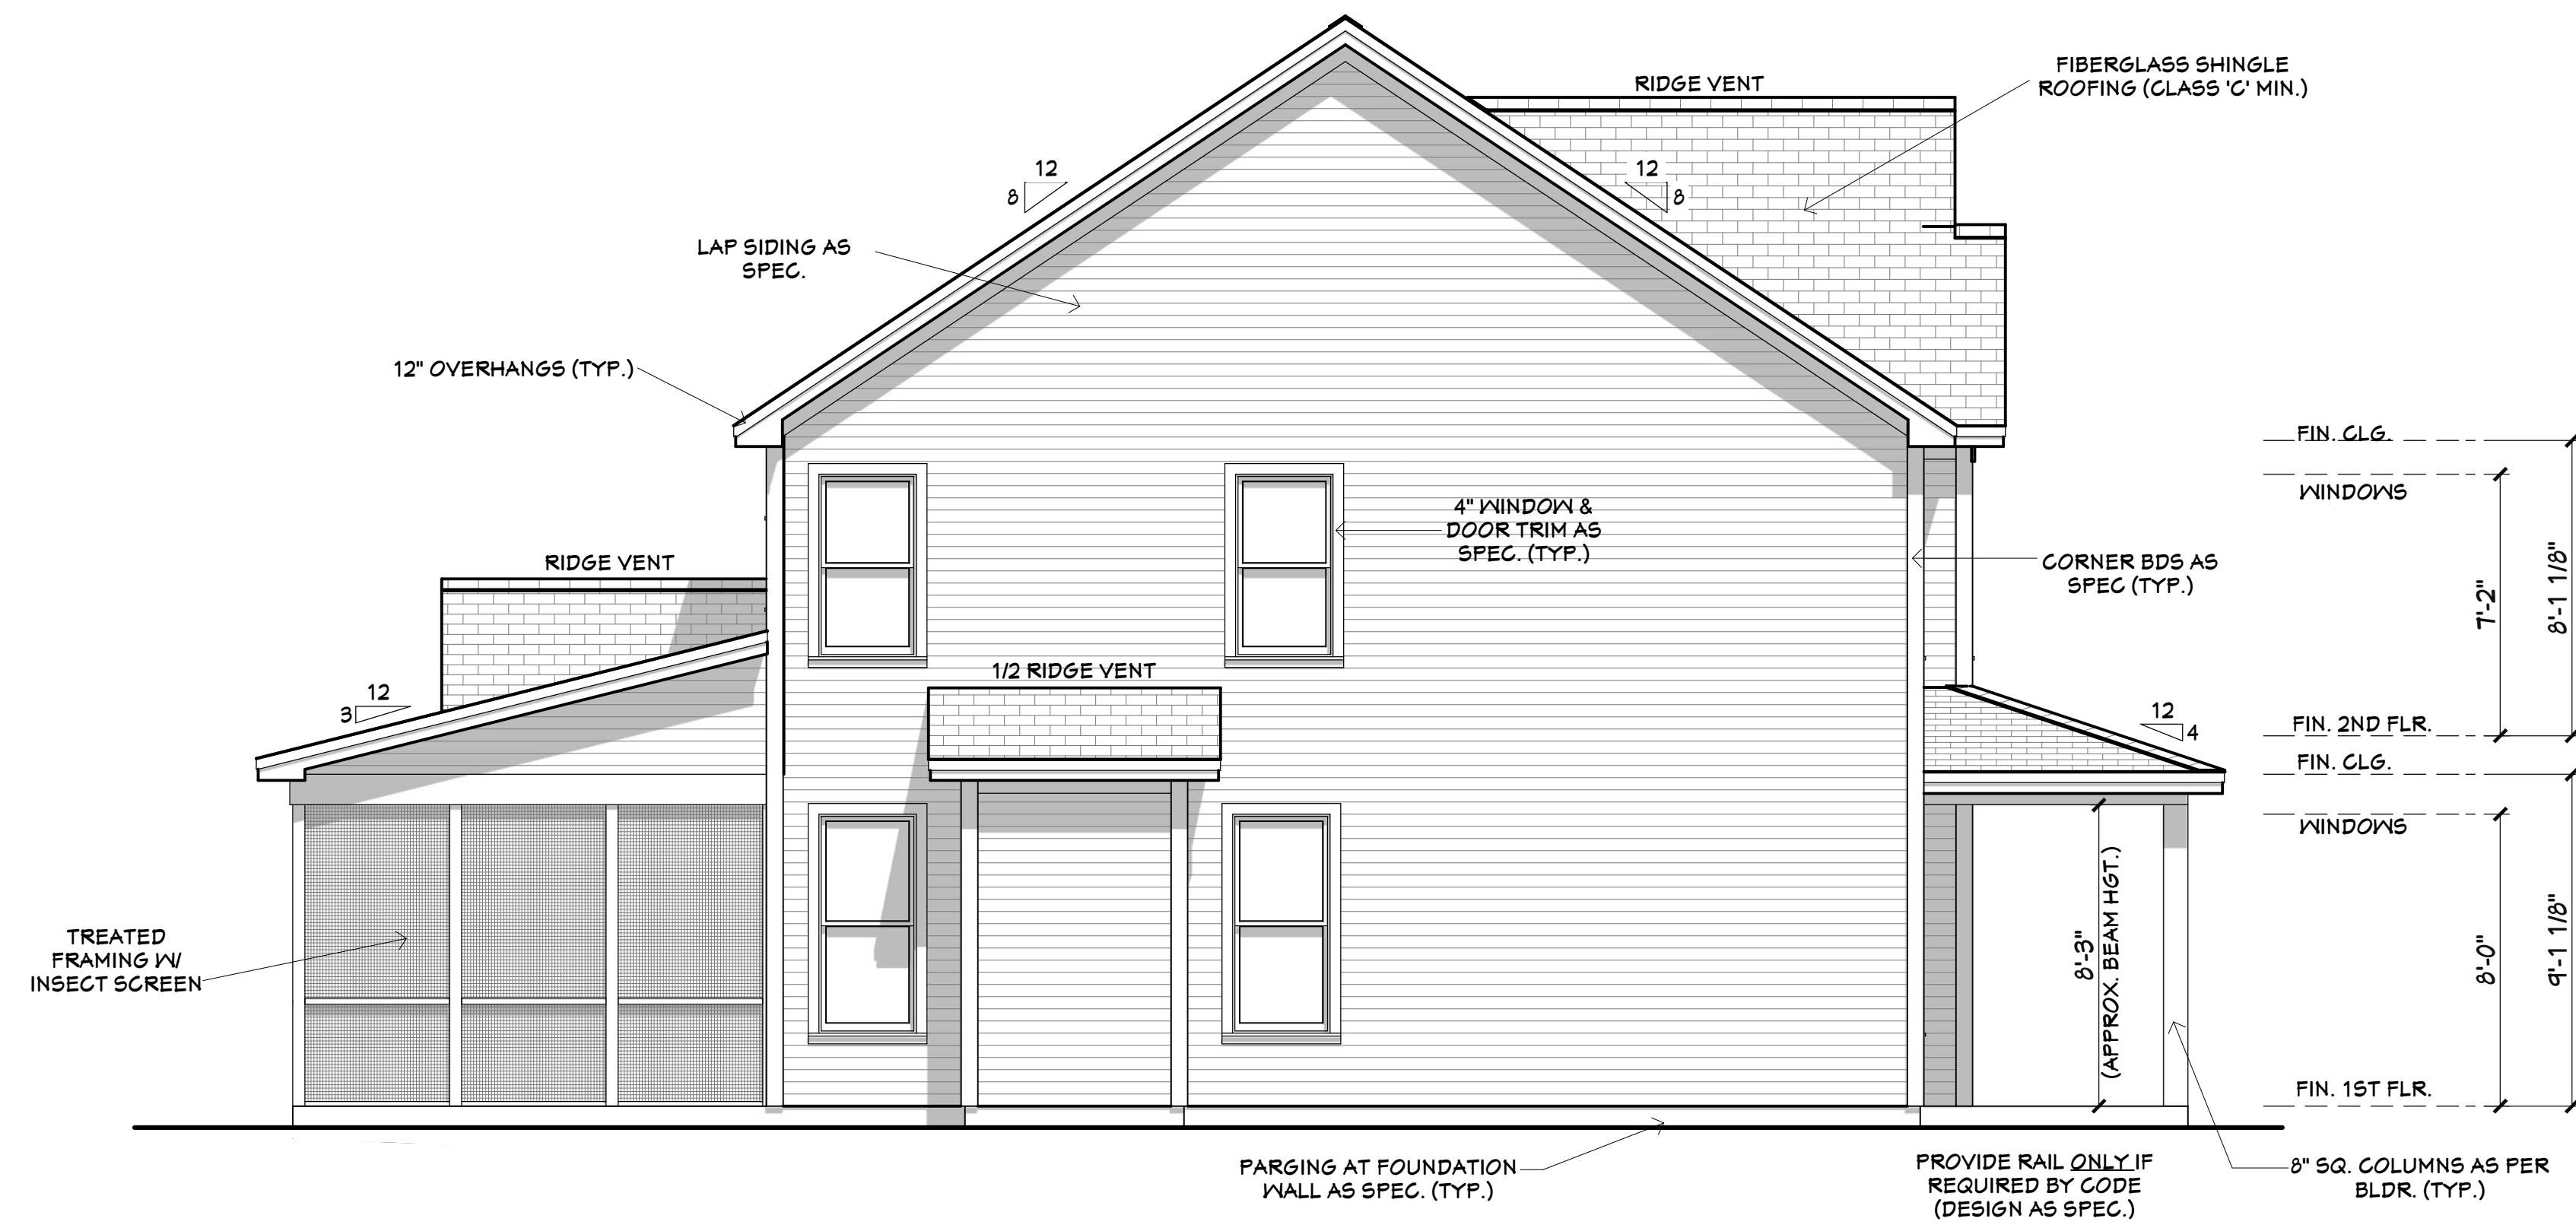 FIBERGLASS SHINGLE
ROOFING (CLASS 'C' MIN.)
RIDGE VENT
12
8
12
8
LAP SIDING AS
SPEC.
12" OVERHANGS (TYP.)
FIN. CLG.
WINDOWS
4" WINDOW &
DOOR TRIM AS
SPEC. (TYP.)
CORNER BDS AS
SPEC (TYP.)
7'-2"
8'-1 1/8"
RIDGE VENT
1/2 RIDGE VENT
12
3
12
4
FIN. 2ND FLR.
FIN. CLG.
WINDOWS
TREATED
FRAMING W/
INSECT SCREEN
8'-3"
(APPROX. BEAM HGT.)
8'-0"
9'-1 1/8"
FIN. 1ST FLR.
PARGING AT FOUNDATION
WALL AS SPEC. (TYP.)
PROVIDE RAIL ONLY IF
REQUIRED BY CODE
(DESIGN AS SPEC.)
8" SQ. COLUMNS AS PER
BLDR. (TYP.)